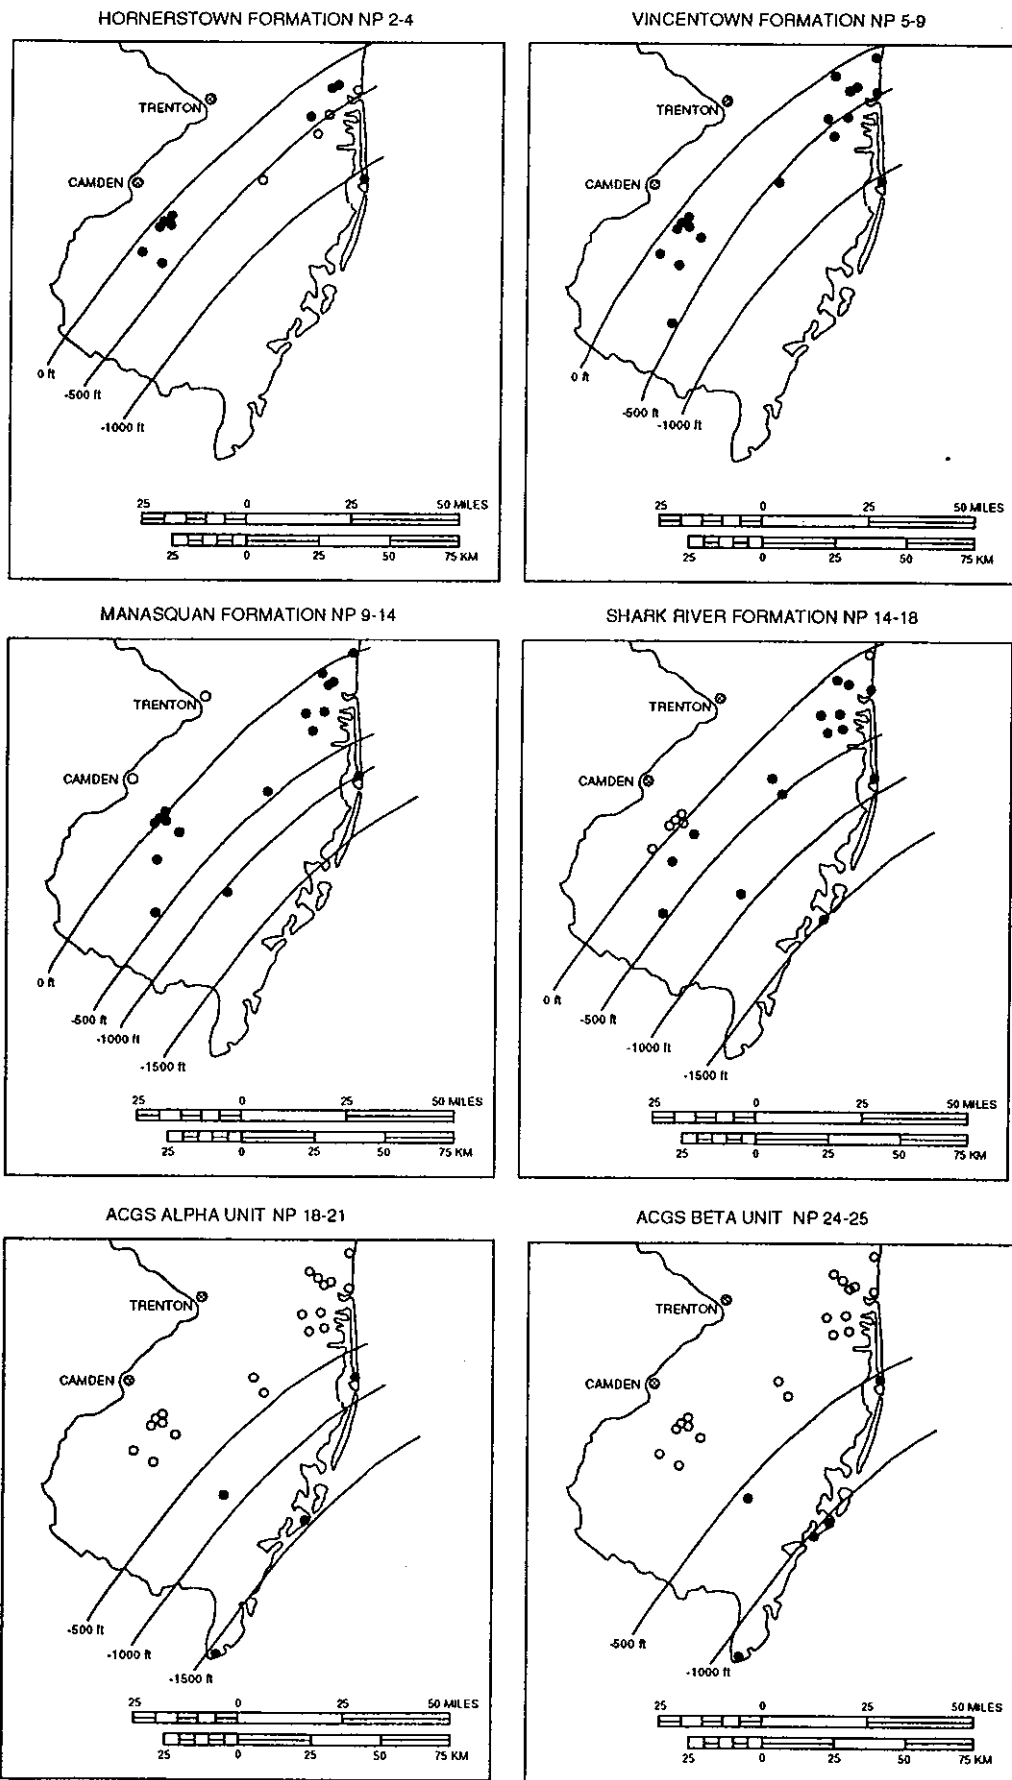 HORNERSTOWN FORMATION NP 2-4
TRENTON
CAMDEN
0 ft
-500 ft
-1000 ft
25 0 25 50 MILES
25 0 25 50 75 KM
VINCENTOWN FORMATION NP 5-9
TRENTON
CAMDEN
0 ft
-500 ft
-1000 ft
25 0 25 50 MILES
25 0 25 50 75 KM
MANASQUAN FORMATION NP 9-14
TRENTON
CAMDEN
0 ft
-500 ft
-1000 ft
-1500 ft
25 0 25 50 MILES
25 0 25 50 75 KM
SHARK RIVER FORMATION NP 14-18
TRENTON
CAMDEN
0 ft
-500 ft
-1000 ft
-1500 ft
25 0 25 50 MILES
25 0 25 50 75 KM
ACGS ALPHA UNIT NP 18-21
TRENTON
CAMDEN
-500 ft
-1000 ft
-1500 ft
25 0 25 50 MILES
25 0 25 50 75 KM
ACGS BETA UNIT NP 24-25
TRENTON
CAMDEN
-500 ft
-1000 ft
25 0 25 50 MILES
25 0 25 50 75 KM